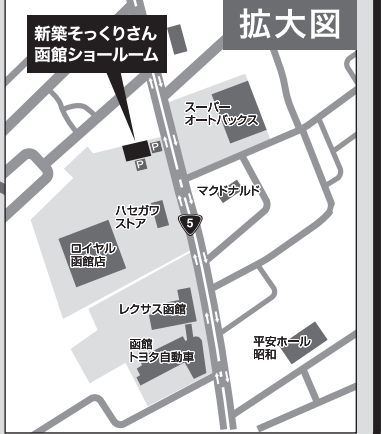 拡大図
新築そっくりさん
函館ショールーム
スーパー
オートバックス
P
P
マクドナルド
ハセガワ
ストア
5
ロイヤル
函館店
レクサス函館
函館
トヨタ自動車
平安ホール
昭和